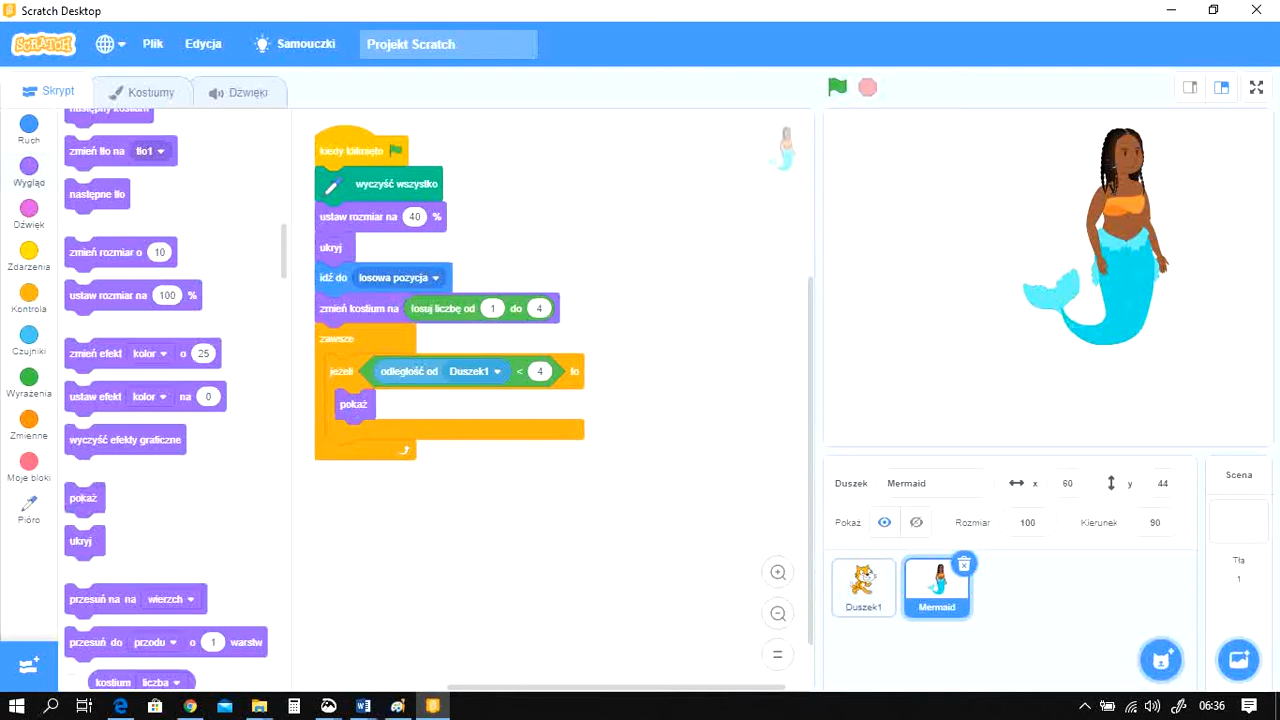 Scratch Desktop
SCRATCH
Plik
Edycja
Samouczki
Projekt Scratch
Skrypt
Kostiumy
Dźwięki
Ruch
Wygląd
Dźwięk
Zdarzenia
Kontrola
Czujniki
Wyrażenia
Zmienne
Moje bloki
Pióro
następny kostium
zmień tło na tło1
następne tło
zmień rozmiar o 10
ustaw rozmiar na 100 %
zmień efekt kolor o 25
ustaw efekt kolor na 0
wyczyść efekty graficzne
pokaż
ukryj
przesuń na na wierzch
przesuń do przodu o 1 warstw
kostium liczba
kiedy kliknięto
wyczyść wszystko
ustaw rozmiar na 40 %
ukryj
idź do losowa pozycja
zmień kostium na losuj liczbę od 1 do 4
zawsze
jeżeli odległość od Duszek1 < 4 to
pokaż
Duszek Mermaid x 60 y 44
Pokaż Rozmiar 100 Kierunek 90
Duszek1
Mermaid
Scena
Tła
1
06:36